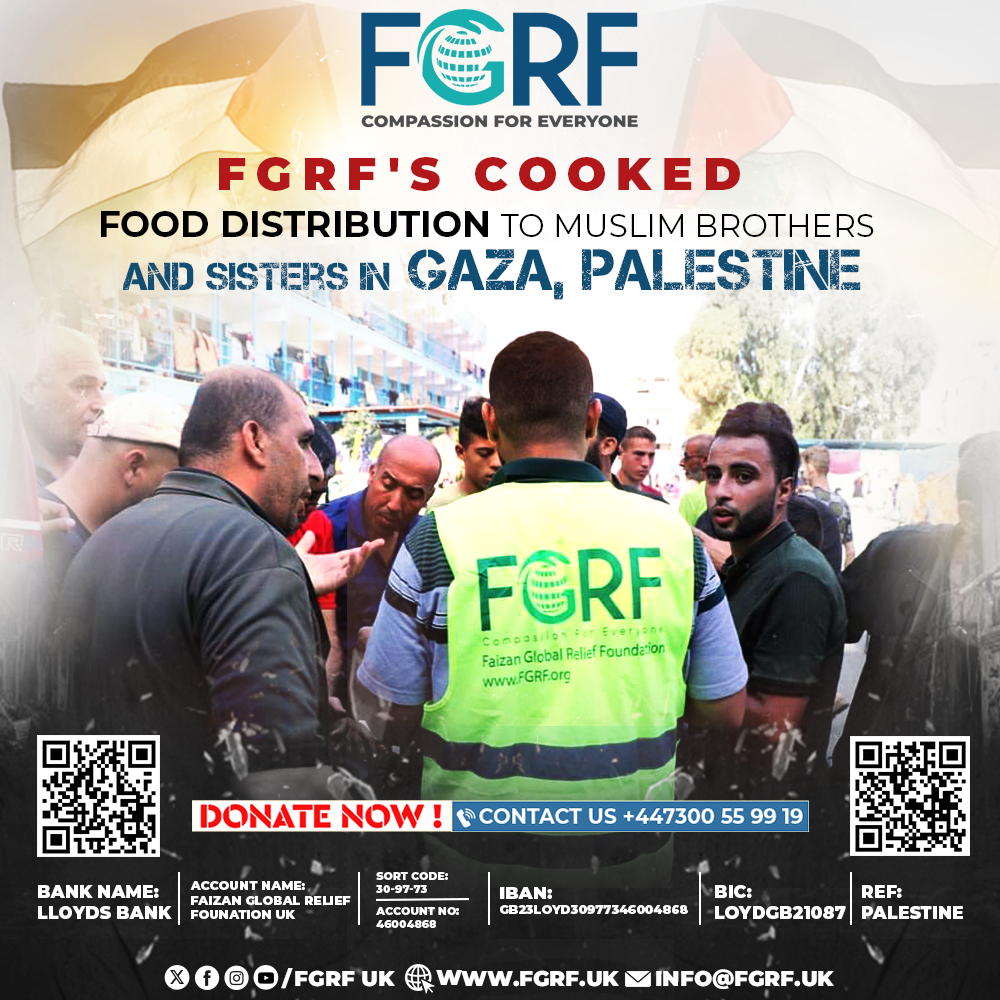 FGRF
COMPASSION FOR EVERYONE
FGRF'S COOKED
FOOD DISTRIBUTION TO MUSLIM BROTHERS
AND SISTERS IN GAZA, PALESTINE
FGRF
Compassion For Everyone
Faizan Global Relief Foundation
www.FGRF.org
DONATE NOW !
CONTACT US +447300 55 99 19
BANK NAME:
LLOYDS BANK
ACCOUNT NAME:
FAIZAN GLOBAL RELIEF
FOUNATION UK
SORT CODE:
30-97-73
ACCOUNT NO:
46004868
IBAN:
GB23LOYD30977346004868
BIC:
LOYDGB21087
REF:
PALESTINE
/FGRF UK WWW.FGRF.UK INFO@FGRF.UK